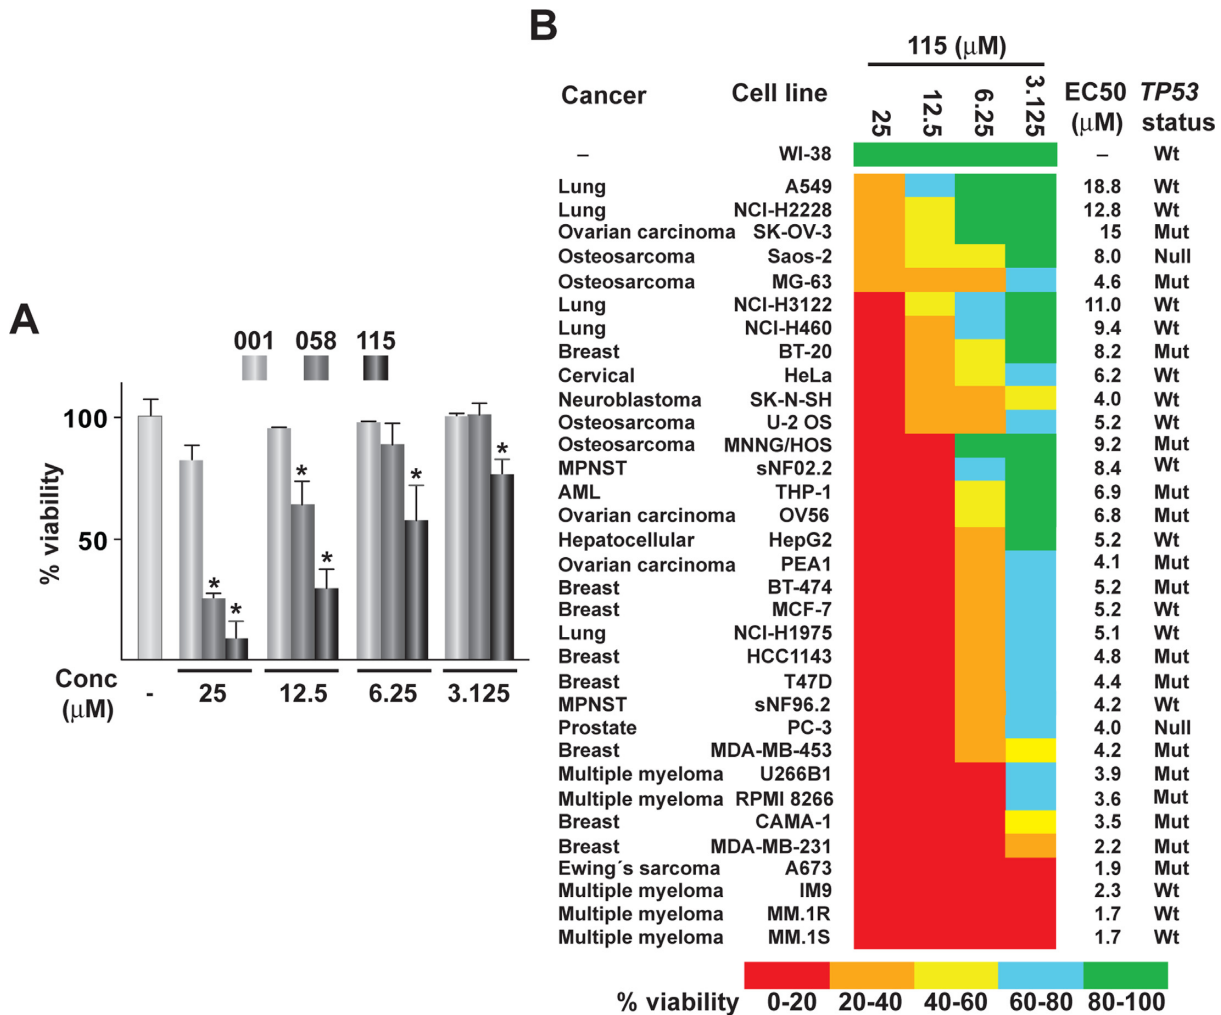 A
001 058 115
% viability
100
50
* * * * * *
Conc (µM)
- 25 12.5 6.25 3.125
B
115 (µM)
Cancer Cell line 25 12.5 6.25 3.125 EC50 (µM) TP53 status
– WI-38 – Wt
Lung A549 18.8 Wt
Lung NCI-H2228 12.8 Wt
Ovarian carcinoma SK-OV-3 15 Mut
Osteosarcoma Saos-2 8.0 Null
Osteosarcoma MG-63 4.6 Mut
Lung NCI-H3122 11.0 Wt
Lung NCI-H460 9.4 Wt
Breast BT-20 8.2 Mut
Cervical HeLa 6.2 Wt
Neuroblastoma SK-N-SH 4.0 Wt
Osteosarcoma U-2 OS 5.2 Wt
Osteosarcoma MNNG/HOS 9.2 Mut
MPNST sNF02.2 8.4 Wt
AML THP-1 6.9 Mut
Ovarian carcinoma OV56 6.8 Mut
Hepatocellular HepG2 5.2 Wt
Ovarian carcinoma PEA1 4.1 Mut
Breast BT-474 5.2 Mut
Breast MCF-7 5.2 Wt
Lung NCI-H1975 5.1 Wt
Breast HCC1143 4.8 Mut
Breast T47D 4.4 Mut
MPNST sNF96.2 4.2 Wt
Prostate PC-3 4.0 Null
Breast MDA-MB-453 4.2 Mut
Multiple myeloma U266B1 3.9 Mut
Multiple myeloma RPMI 8266 3.6 Mut
Breast CAMA-1 3.5 Mut
Breast MDA-MB-231 2.2 Mut
Ewing´s sarcoma A673 1.9 Mut
Multiple myeloma IM9 2.3 Wt
Multiple myeloma MM.1R 1.7 Wt
Multiple myeloma MM.1S 1.7 Wt
% viability 0-20 20-40 40-60 60-80 80-100